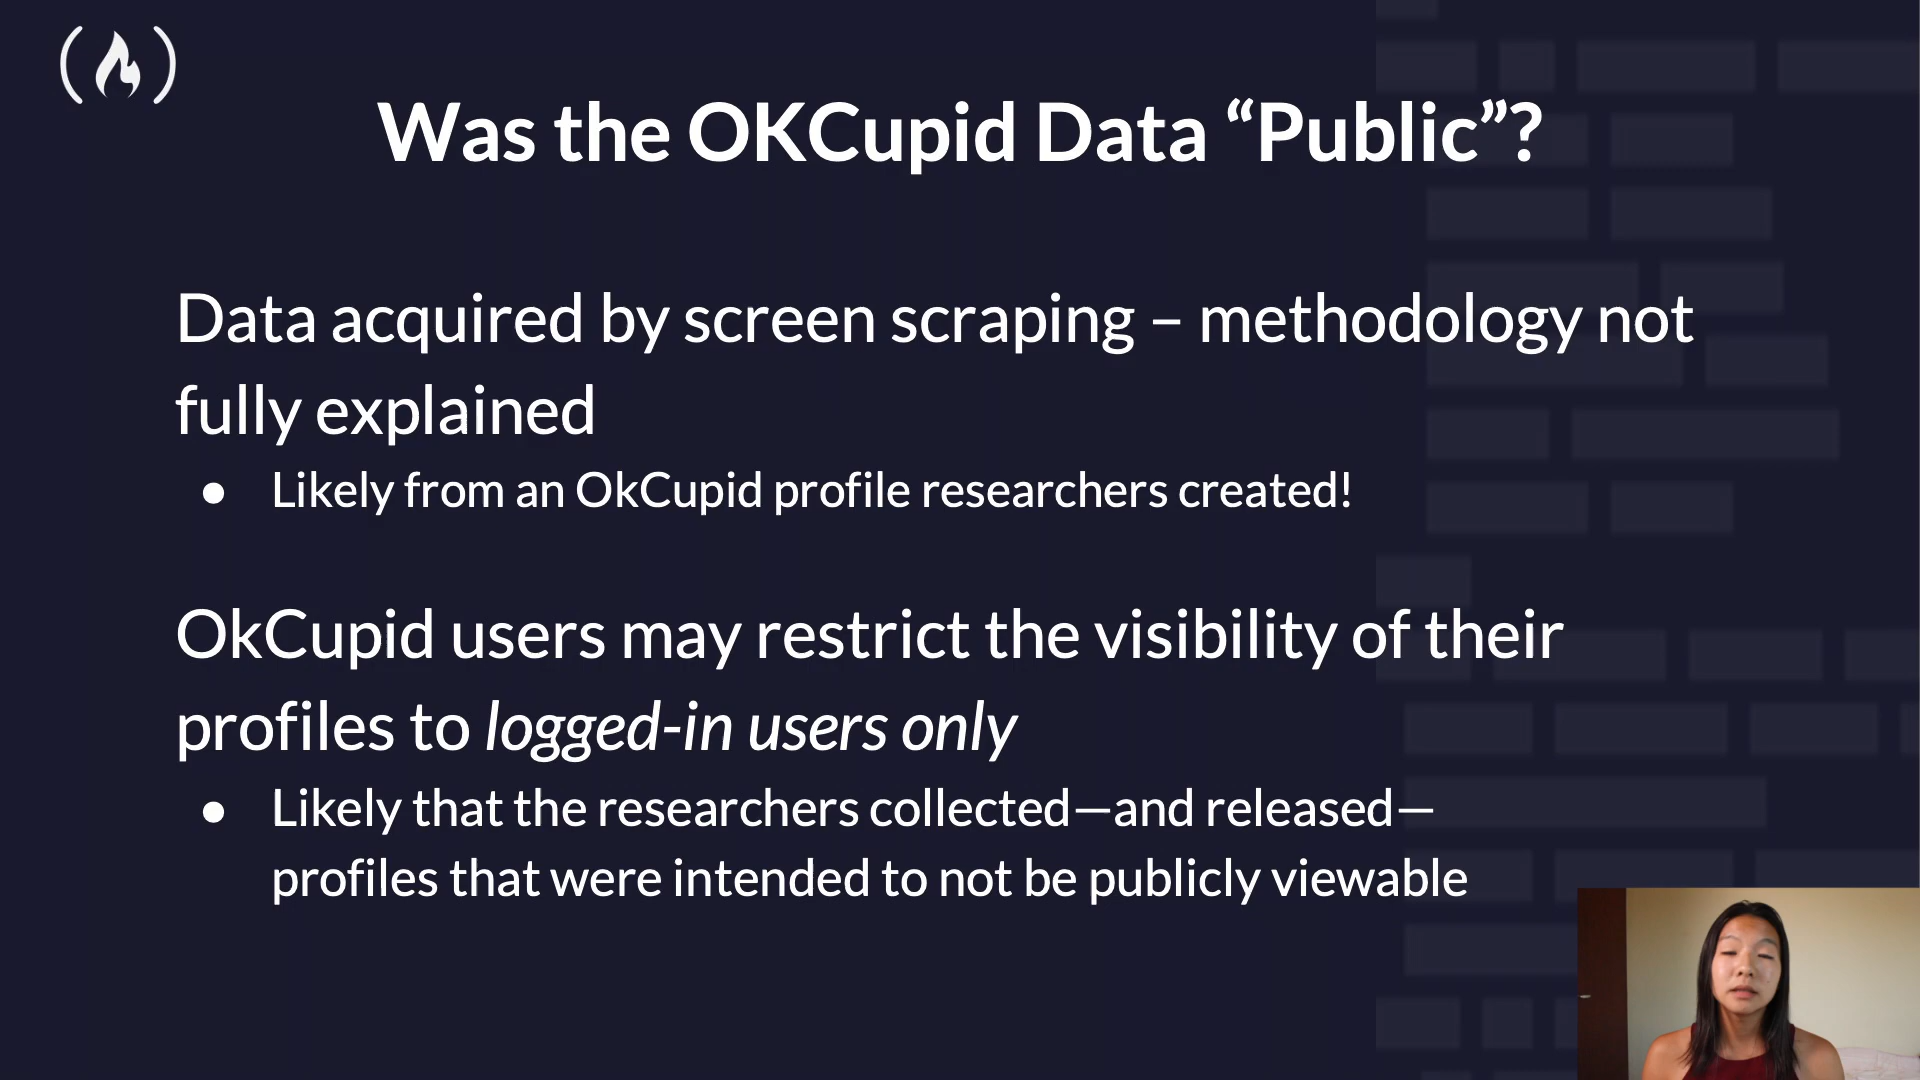 Was the OKCupid Data “Public”?
Data acquired by screen scraping – methodology not
fully explained
● Likely from an OkCupid profile researchers created!
OkCupid users may restrict the visibility of their
profiles to logged-in users only
● Likely that the researchers collected—and released—
profiles that were intended to not be publicly viewable